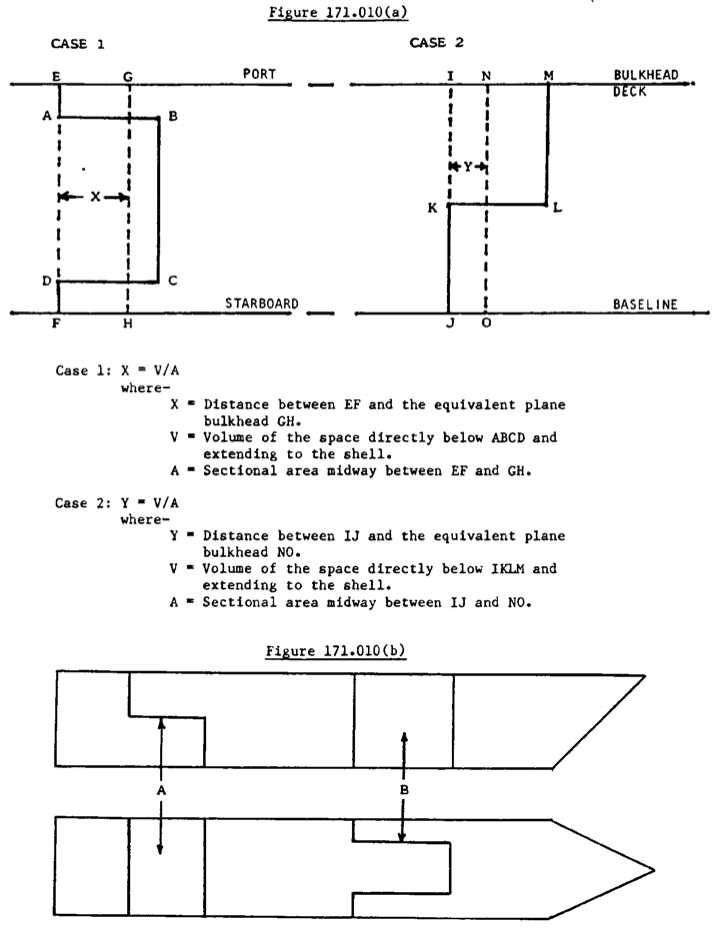 Figure 171.010(a)
CASE 1
CASE 2
E G PORT
I N M BULKHEAD
DECK
A B
X
Y
K L
D C
STARBOARD
BASELINE
F H
J O
Case 1: X = V/A
where-
X = Distance between EF and the equivalent plane
bulkhead GH.
V = Volume of the space directly below ABCD and
extending to the shell.
A = Sectional area midway between EF and GH.
Case 2: Y = V/A
where-
Y = Distance between IJ and the equivalent plane
bulkhead NO.
V = Volume of the space directly below IKLM and
extending to the shell.
A = Sectional area midway between IJ and NO.
Figure 171.010(b)
A
B